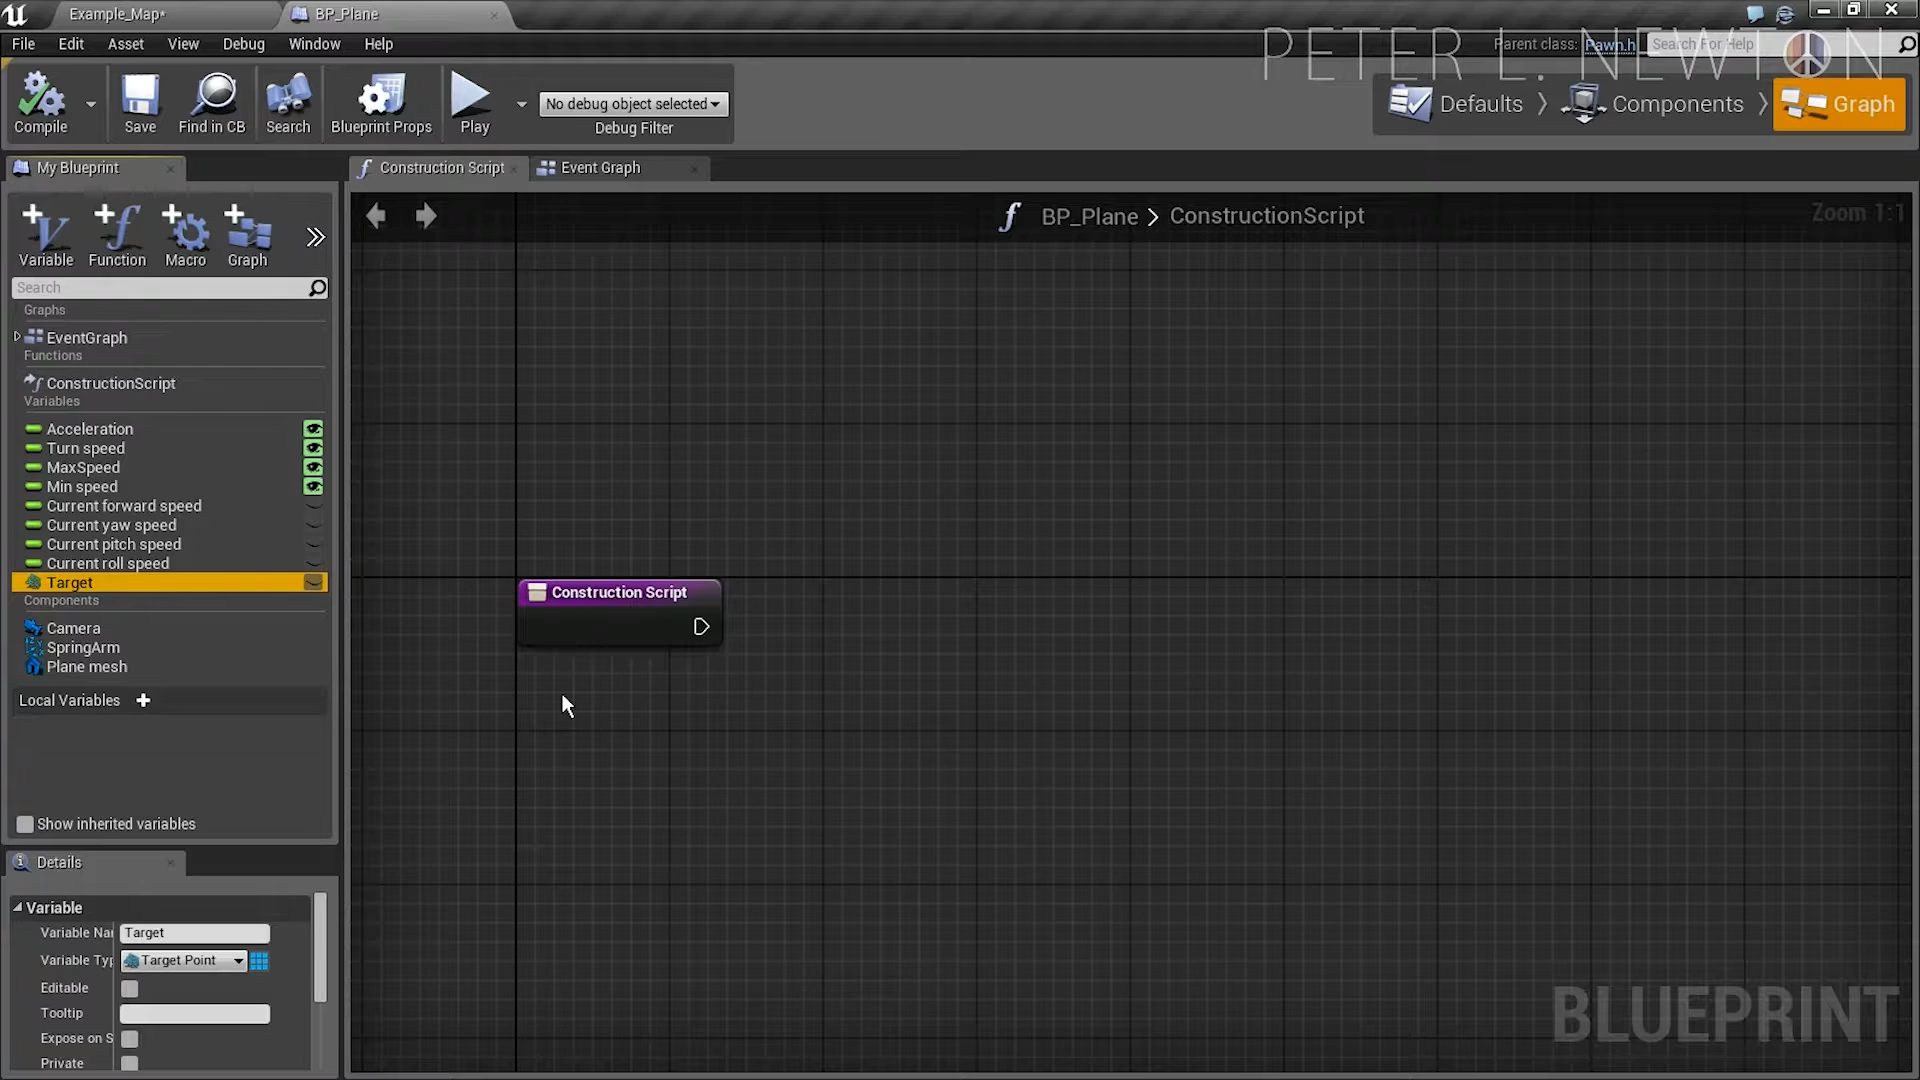 Example_Map*
BP_Plane
File Edit Asset View Debug Window Help
Parent class: Pawn.h
Search For Help
PETER L. NEWTON
Compile
Save
Find in CB
Search
Blueprint Props
Play
No debug object selected
Debug Filter
Defaults
Components
Graph
My Blueprint
Construction Script
Event Graph
Variable
Function
Macro
Graph
BP_Plane > ConstructionScript
Zoom 1:1
Search
Graphs
EventGraph
Functions
ConstructionScript
Variables
Acceleration
Turn speed
MaxSpeed
Min speed
Current forward speed
Current yaw speed
Current pitch speed
Current roll speed
Target
Components
Camera
SpringArm
Plane mesh
Local Variables +
Construction Script
Show inherited variables
Details
Variable
Variable Na
Target
Variable Typ
Target Point
Editable
Tooltip
Expose on S
Private
BLUEPRINT